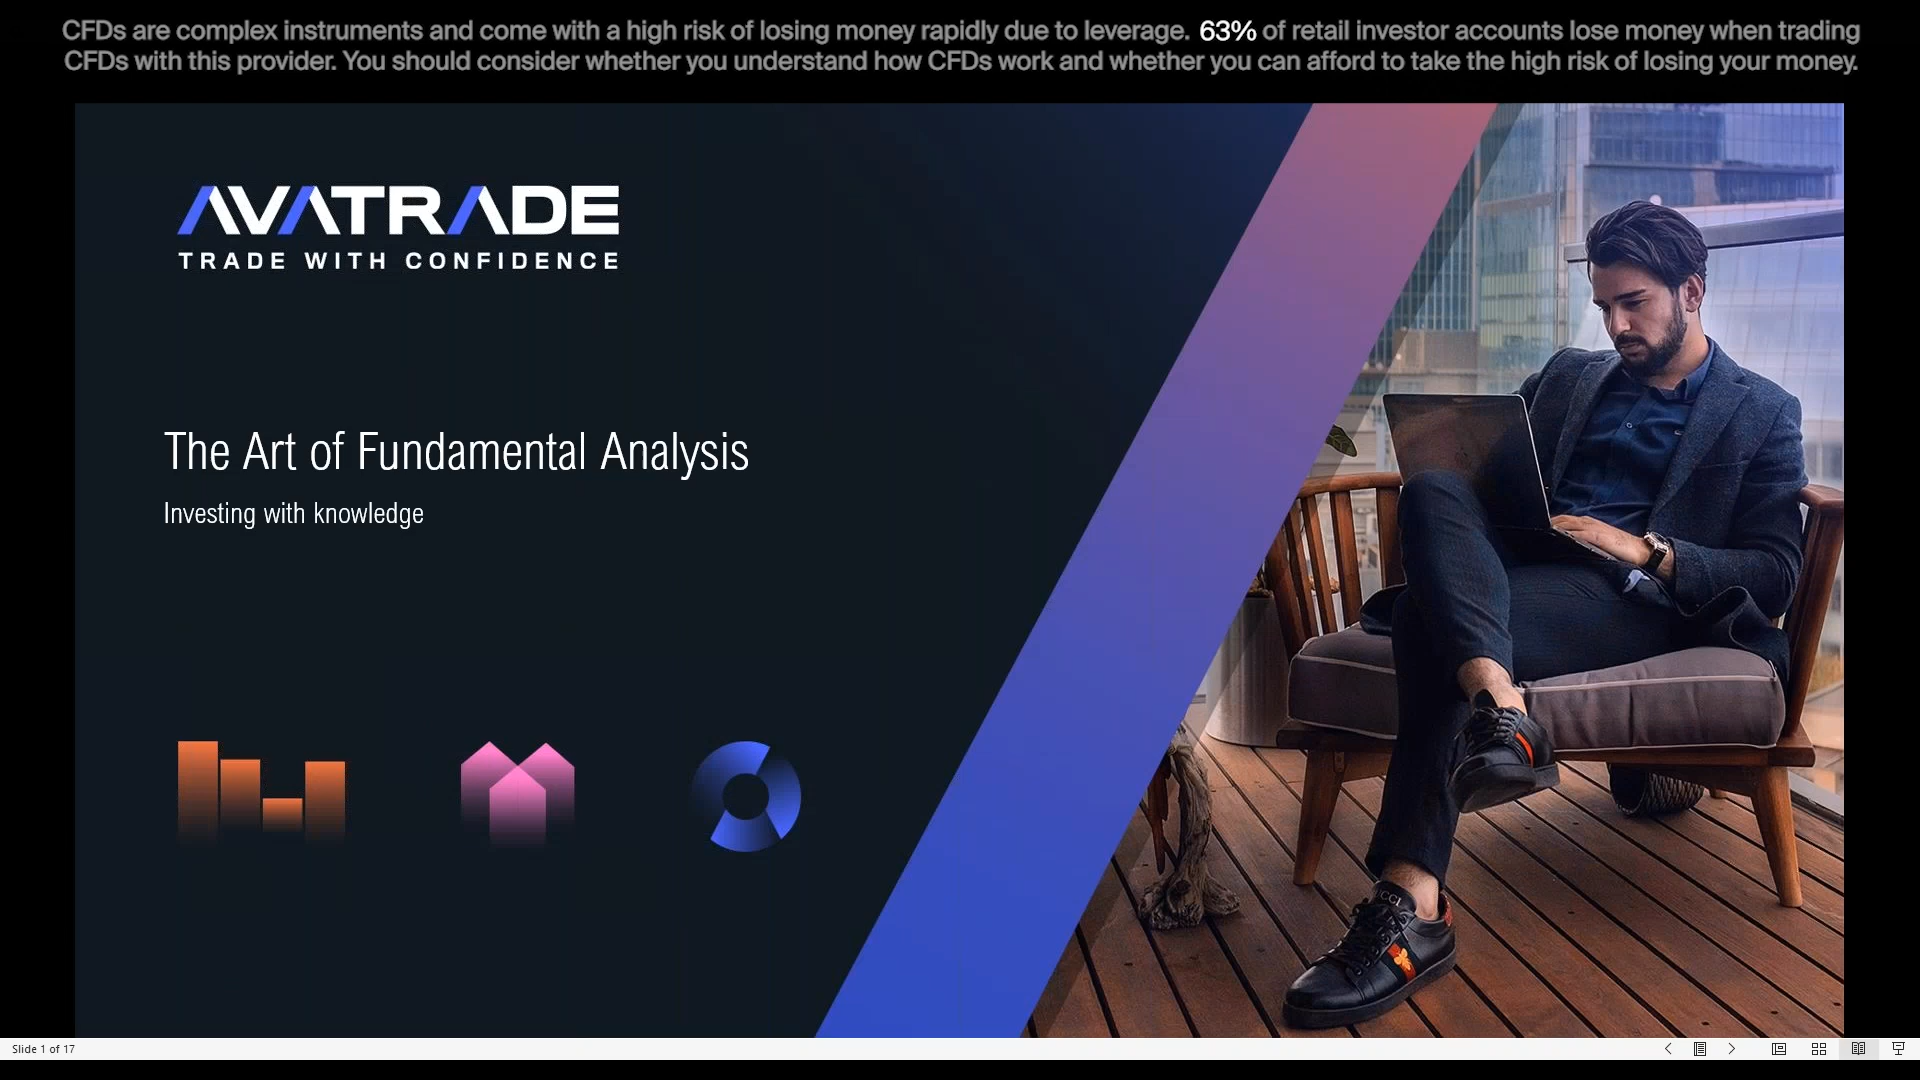 CFDs are complex instruments and come with a high risk of losing money rapidly due to leverage. 63% of retail investor accounts lose money when trading
CFDs with this provider. You should consider whether you understand how CFDs work and whether you can afford to take the high risk of losing your money.
AVATRADE
TRADE WITH CONFIDENCE
The Art of Fundamental Analysis
Investing with knowledge
Slide 1 of 17